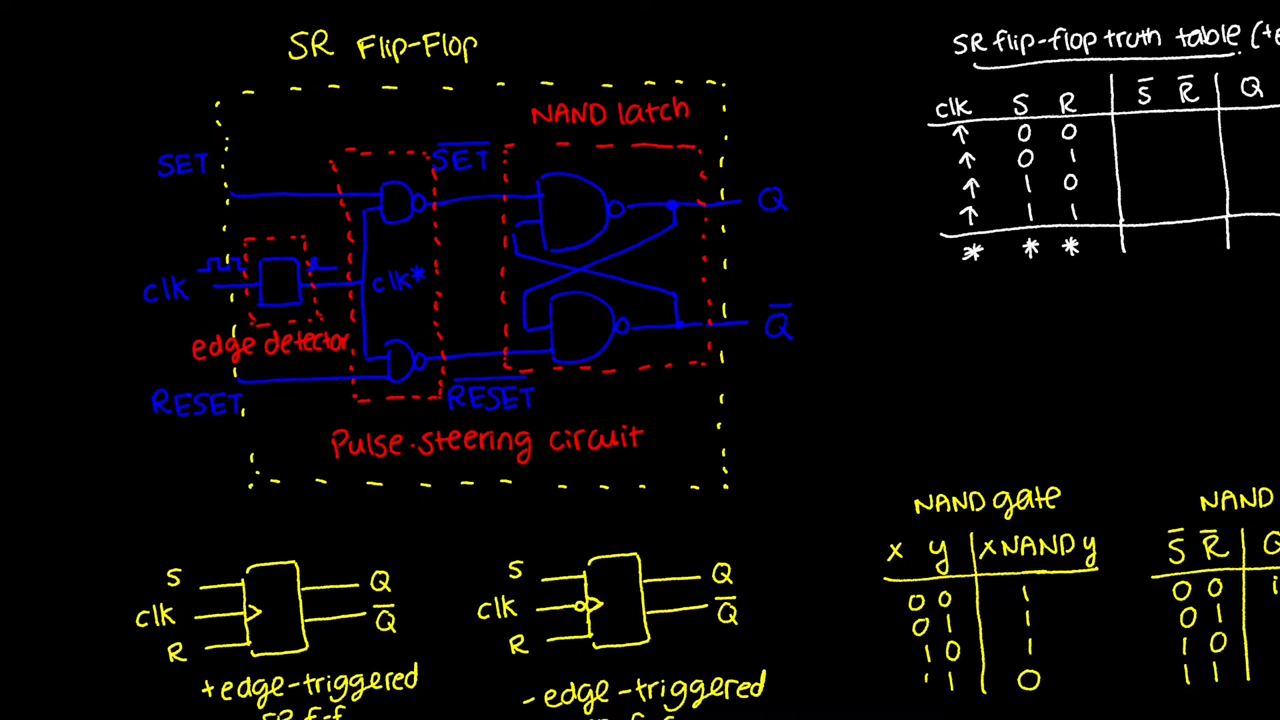 SR Flip-Flop
NAND latch
SET
S̅E̅T̅
Q
clk
clk*
edge detector
Q̅
RESET
R̅E̅S̅E̅T̅
Pulse-steering circuit
S
clk
R
Q
Q̅
+edge-triggered
SR f-f
S
clk
R
Q
Q̅
-edge-triggered
SR flip-flop truth table (+
clk S R S̅ R̅ Q
↑ 0 0
↑ 0 1
↑ 1 0
↑ 1 1
* * *
NAND gate
x y x NAND y
0 0 1
0 1 1
1 0 1
1 1 0
NAND
S̅ R̅ Q
0 0 1
0 1
1 0
1 1